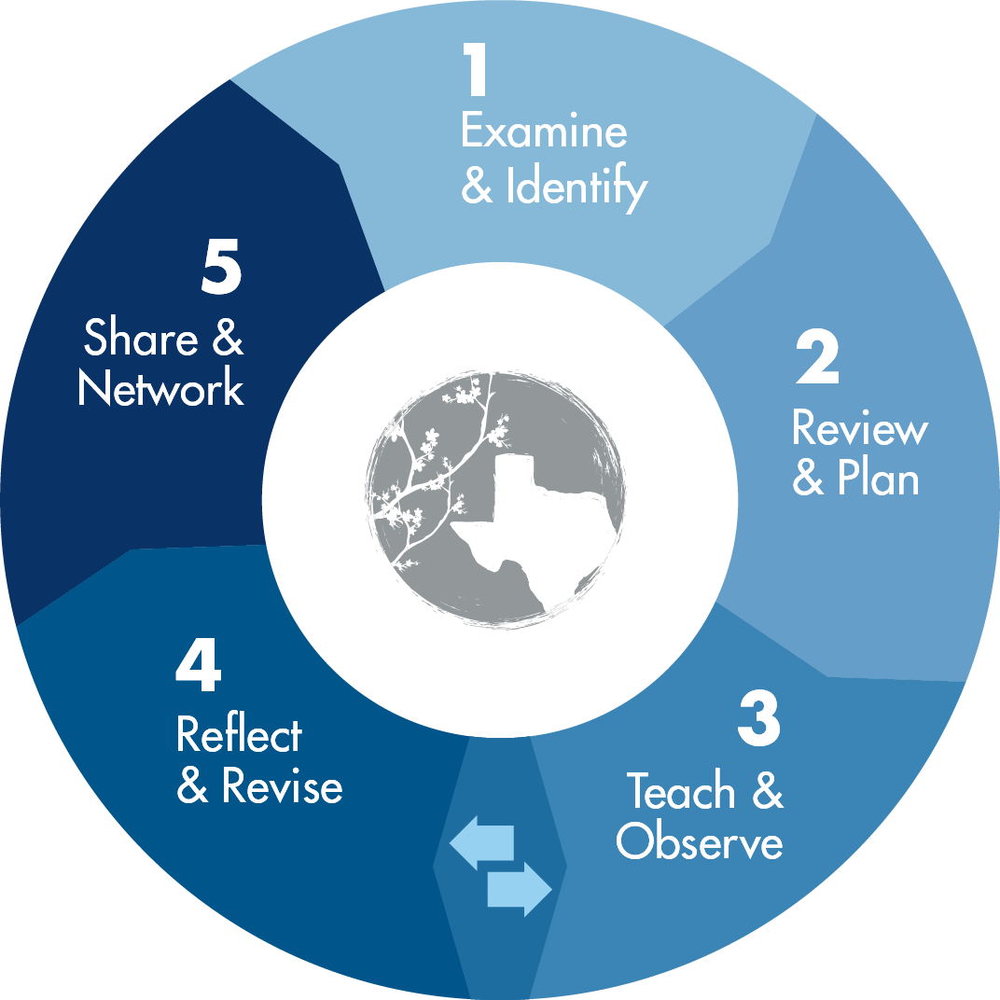 1
Examine
& Identify
2
Review
& Plan
3
Teach &
Observe
4
Reflect
& Revise
5
Share &
Network